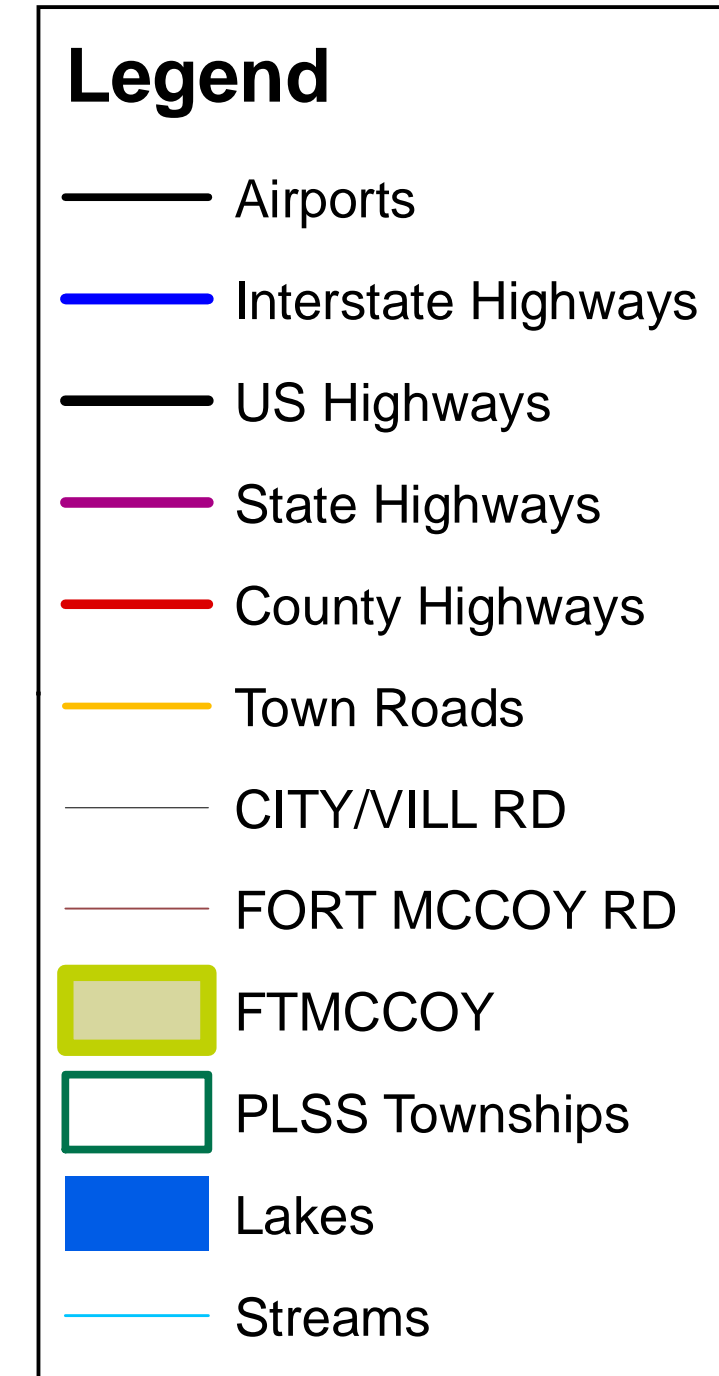 Legend
Airports
Interstate Highways
US Highways
State Highways
County Highways
Town Roads
CITY/VILL RD
FORT MCCOY RD
FTMCCOY
PLSS Townships
Lakes
Streams